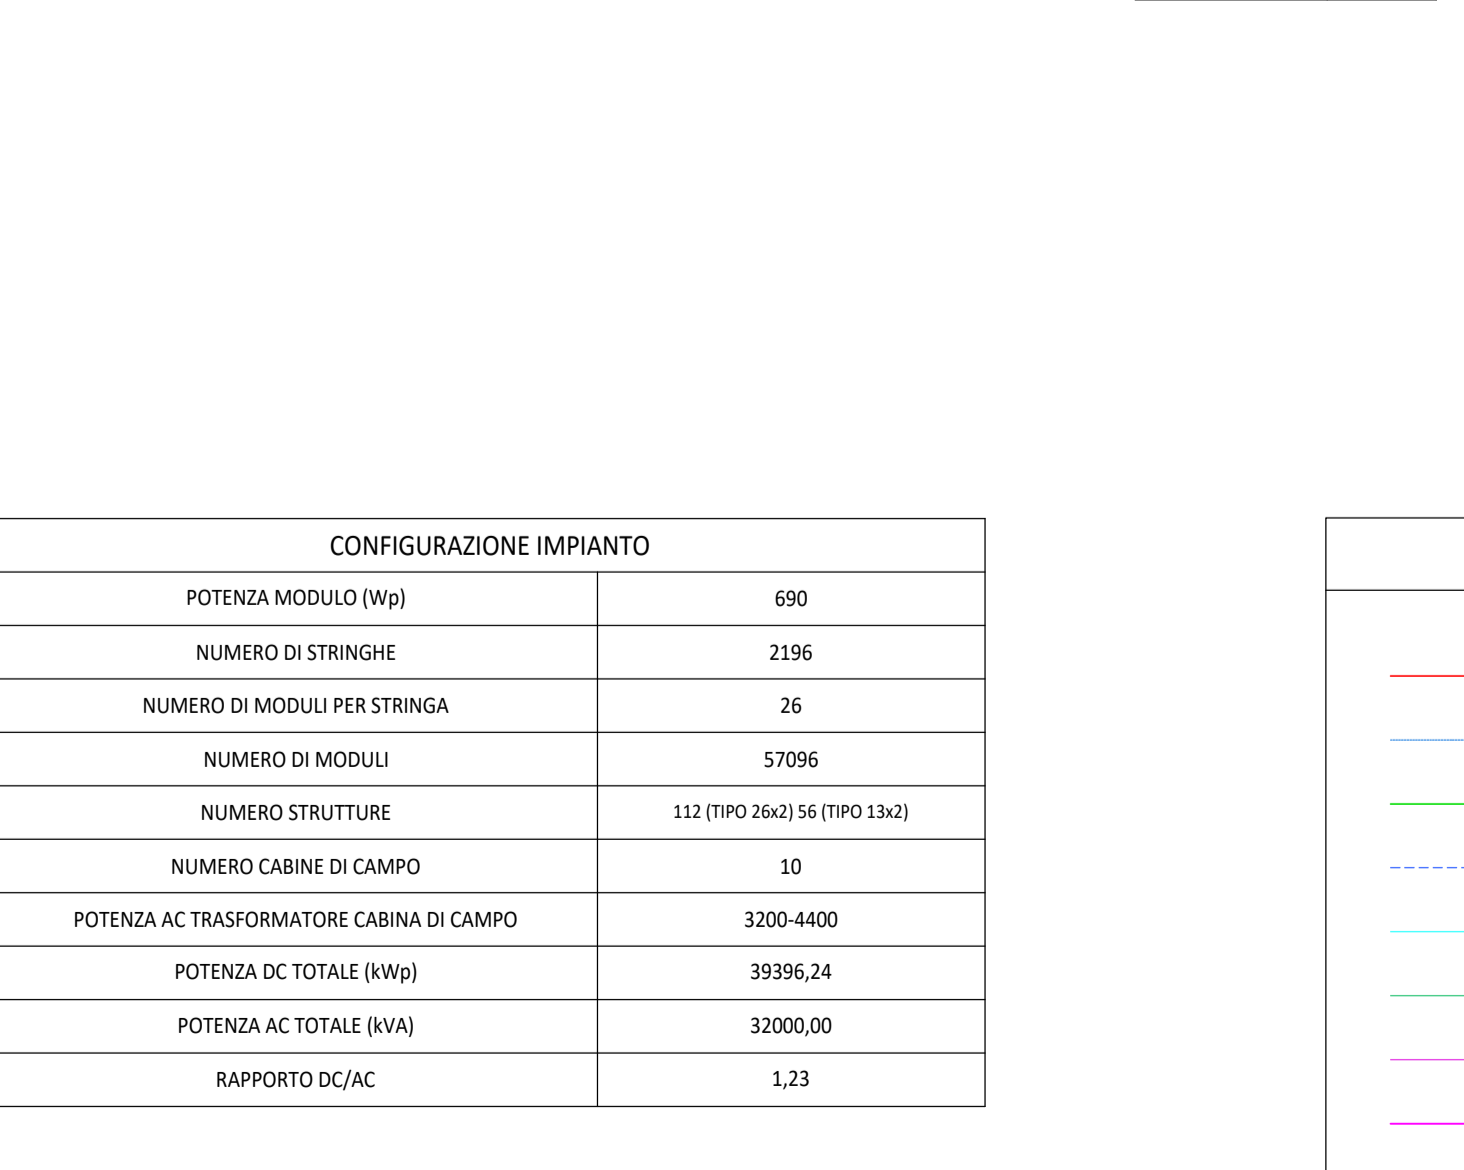 CONFIGURAZIONE IMPIANTO
POTENZA MODULO (Wp) 690
NUMERO DI STRINGHE 2196
NUMERO DI MODULI PER STRINGA 26
NUMERO DI MODULI 57096
NUMERO STRUTTURE 112 (TIPO 26x2) 56 (TIPO 13x2)
NUMERO CABINE DI CAMPO 10
POTENZA AC TRASFORMATORE CABINA DI CAMPO 3200-4400
POTENZA DC TOTALE (kWp) 39396,24
POTENZA AC TOTALE (kVA) 32000,00
RAPPORTO DC/AC 1,23